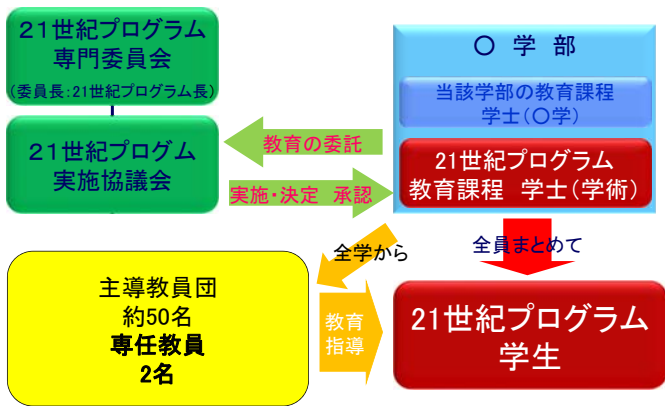 21世紀プログラム
専門委員会
(委員長:21世紀プログラム長)
21世紀プログム
実施協議会
教育の委託
実施・決定 承認
〇 学 部
当該学部の教育課程
学士(〇学)
21世紀プログラム
教育課程 学士(学術)
全学から
全員まとめて
主導教員団
約50名
専任教員
2名
教育
指導
21世紀プログラム
学生